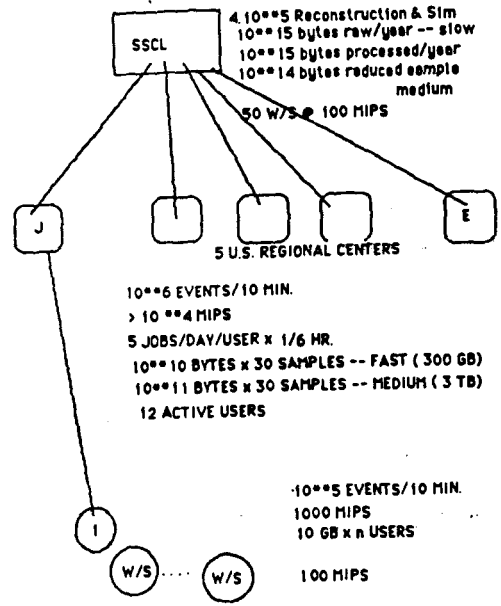 4.10**5 Reconstruction & Sim
SSCL
10**15 bytes raw/year -- slow
10**15 bytes processed/year
10**14 bytes reduced sample
medium
50 W/S @ 100 MIPS
J
E
5 U.S. REGIONAL CENTERS
10**6 EVENTS/10 MIN.
> 10 **4 MIPS
5 JOBS/DAY/USER x 1/6 HR.
10**10 BYTES x 30 SAMPLES -- FAST ( 300 GB)
10**11 BYTES x 30 SAMPLES -- MEDIUM ( 3 TB)
12 ACTIVE USERS
10**5 EVENTS/10 MIN.
1000 MIPS
10 GB x n USERS
I
W/S .... W/S
100 MIPS